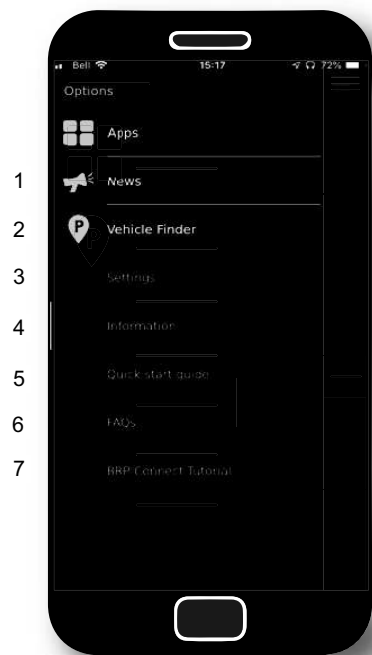 Bell 15:17 72%
Options
Apps
1 News
2 P Vehicle Finder
3 Settings
4 Information
5 Quick start guide
6 FAQs
7 BRP Connect Tutorial